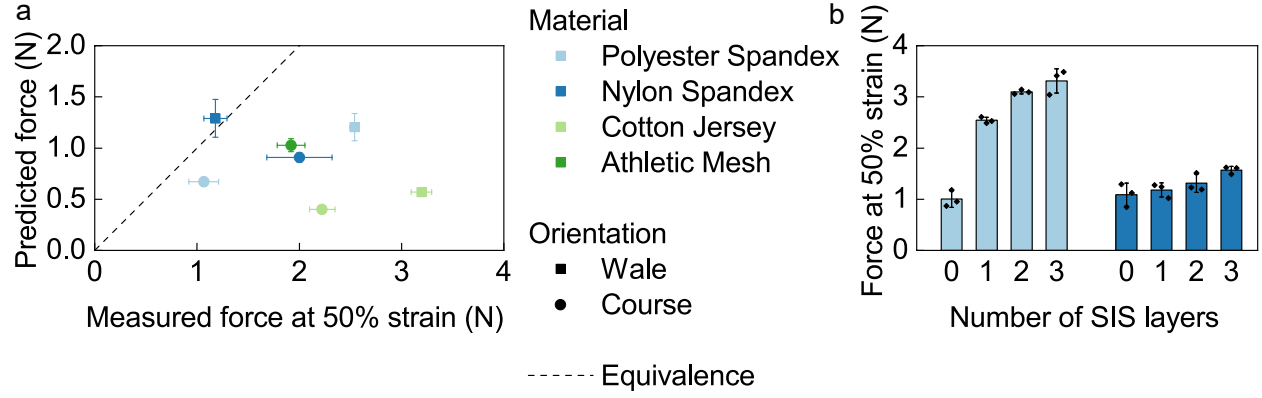 a
Predicted force (N)
2.0
1.5
1.0
0.5
0.0
0 1 2 3 4
Measured force at 50% strain (N)
Material
Polyester Spandex
Nylon Spandex
Cotton Jersey
Athletic Mesh
Orientation
Wale
Course
Equivalence
b
Force at 50% strain (N)
4
3
2
1
0
0 1 2 3 0 1 2 3
Number of SIS layers